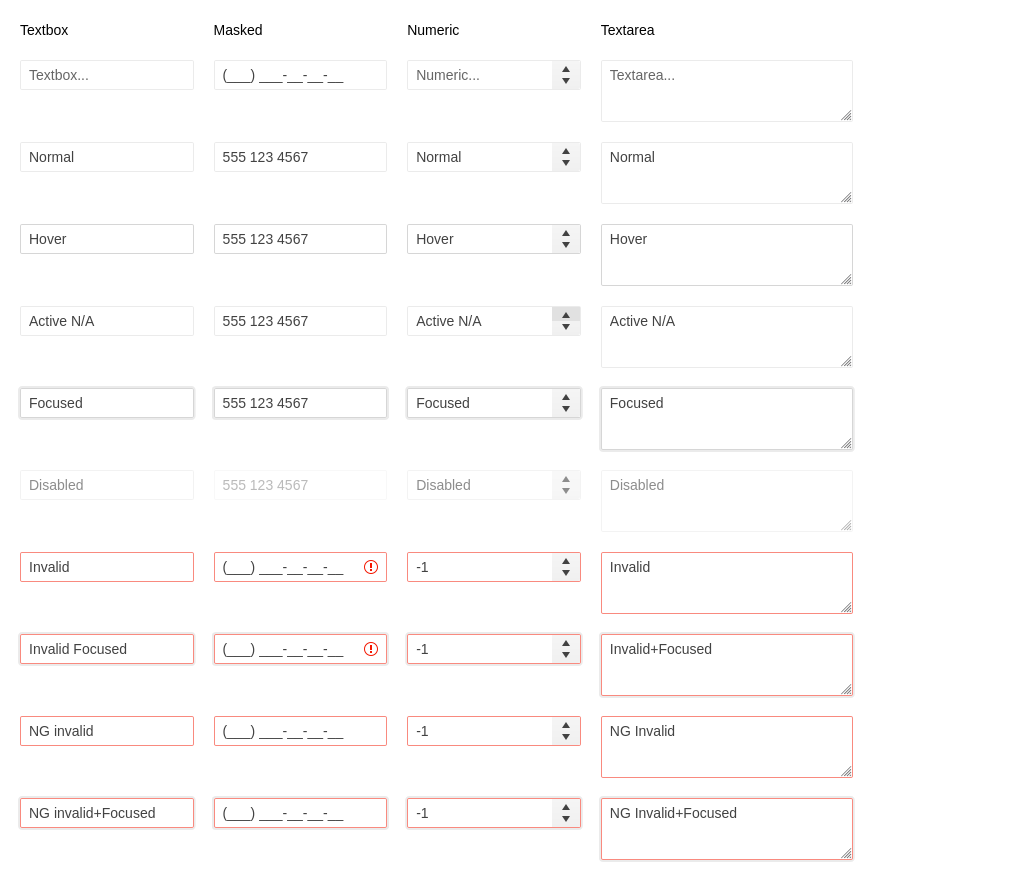 Textbox Masked Numeric Textarea
Textbox... (___) ___-__-__-__ Numeric... Textarea...
Normal 555 123 4567 Normal Normal
Hover 555 123 4567 Hover Hover
Active N/A 555 123 4567 Active N/A Active N/A
Focused 555 123 4567 Focused Focused
Disabled 555 123 4567 Disabled Disabled
Invalid (___) ___-__-__-__ -1 Invalid
Invalid Focused (___) ___-__-__-__ -1 Invalid+Focused
NG invalid (___) ___-__-__-__ -1 NG Invalid
NG invalid+Focused (___) ___-__-__-__ -1 NG Invalid+Focused